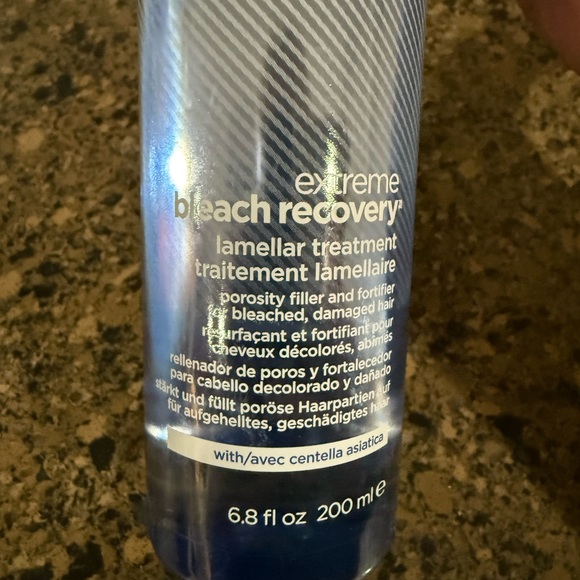 extreme
bleach recovery®
lamellar treatment
traitement lamellaire
porosity filler and fortifier
for bleached, damaged hair
resurfaçant et fortifiant pour
cheveux décolorés, abîmés
rellenador de poros y fortalecedor
para cabello decolorado y dañado
stärkt und füllt poröse Haarpartien auf
für aufgehelltes, geschädigtes haar
with/avec centella asiatica
6.8 fl oz 200 ml e